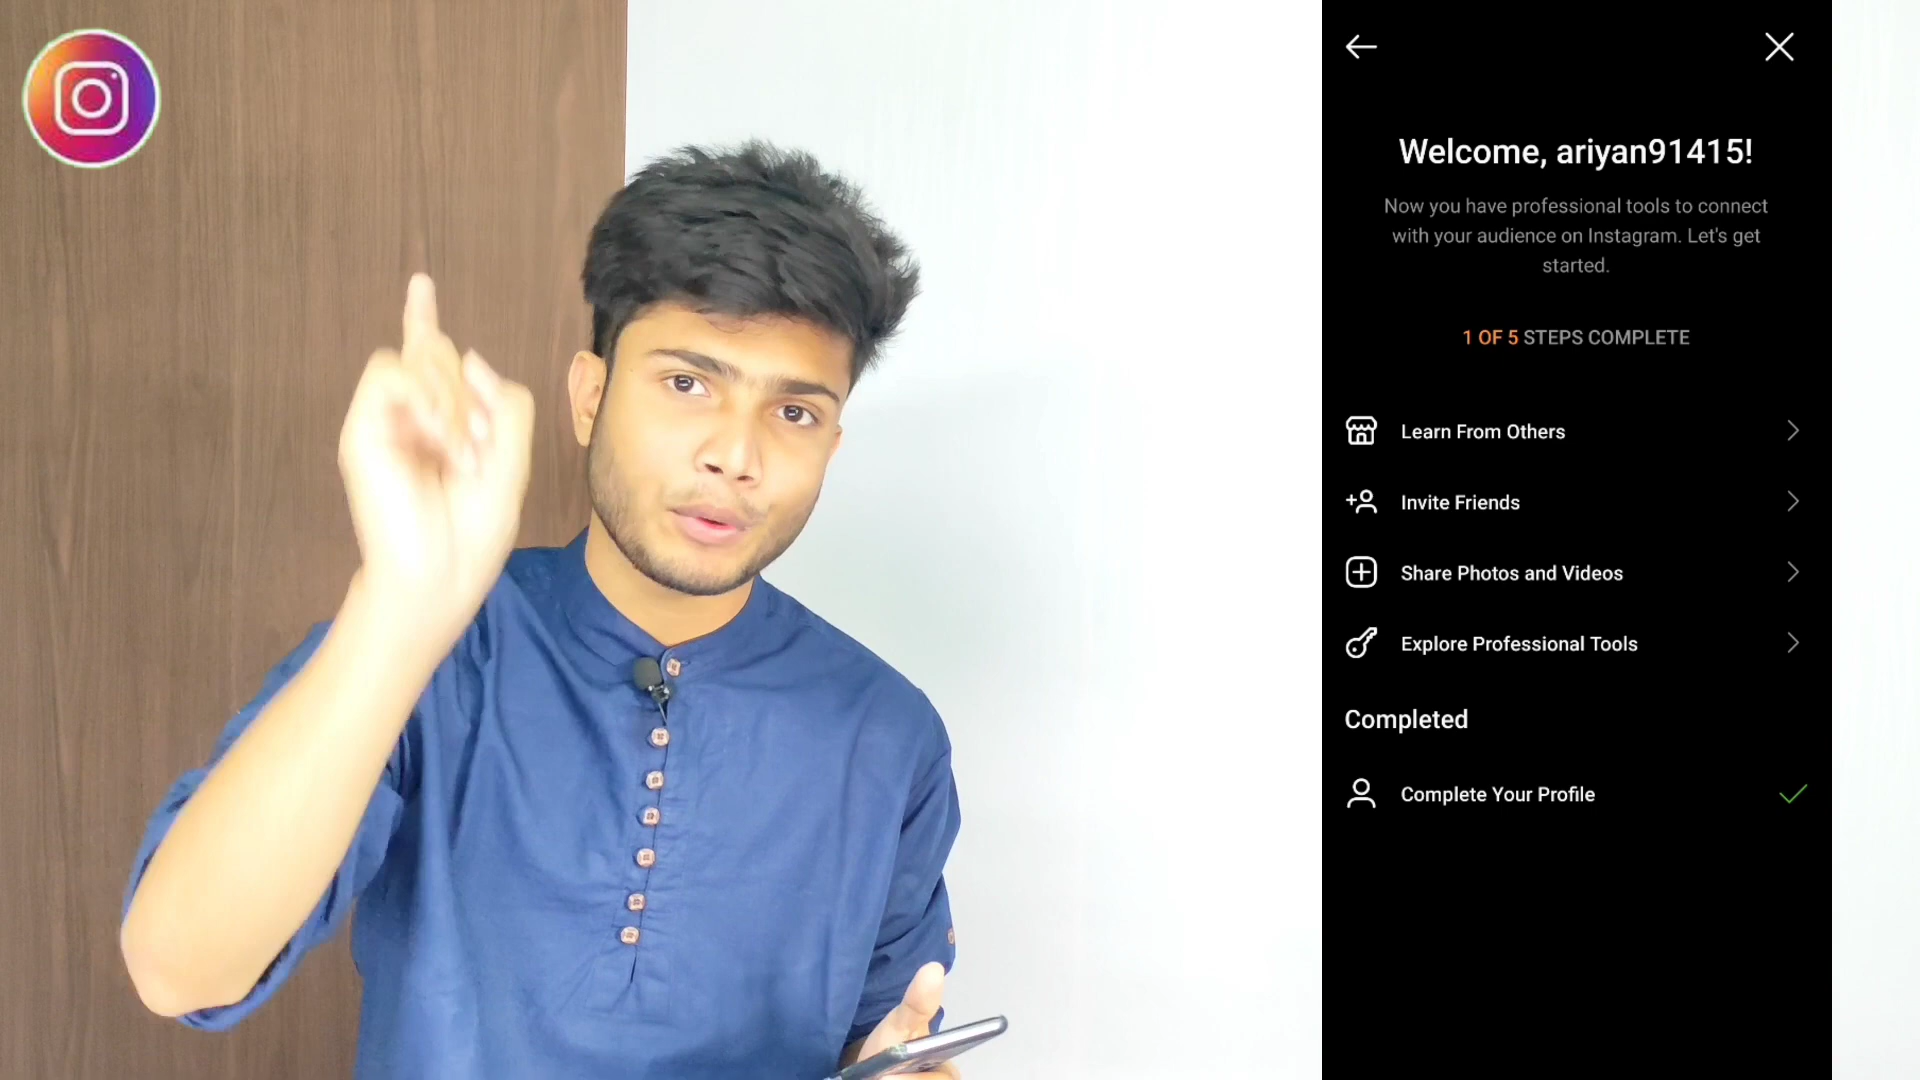 Welcome, ariyan91415!
Now you have professional tools to connect
with your audience on Instagram. Let's get
started.
1 OF 5 STEPS COMPLETE
Learn From Others
Invite Friends
Share Photos and Videos
Explore Professional Tools
Completed
Complete Your Profile